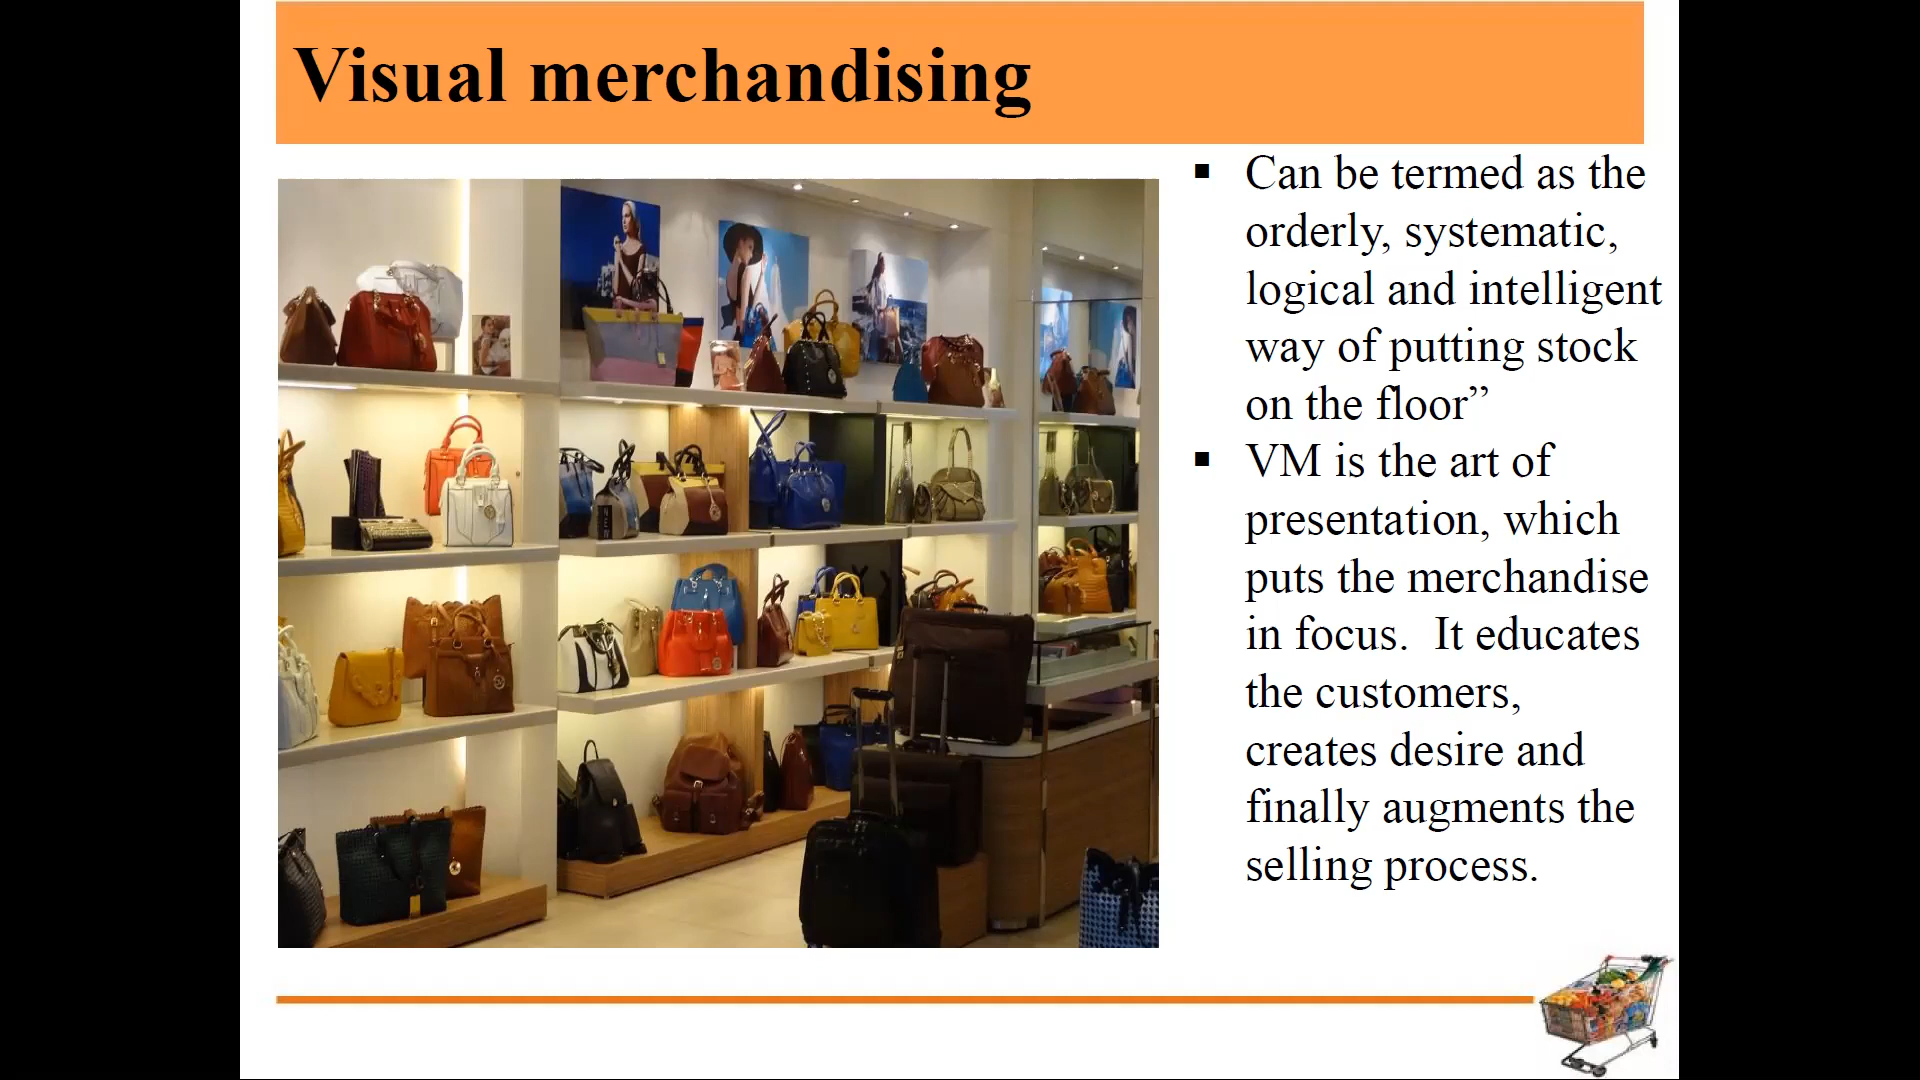 Visual merchandising
▪ Can be termed as the
orderly, systematic,
logical and intelligent
way of putting stock
on the floor”
▪ VM is the art of
presentation, which
puts the merchandise
in focus.  It educates
the customers,
creates desire and
finally augments the
selling process.